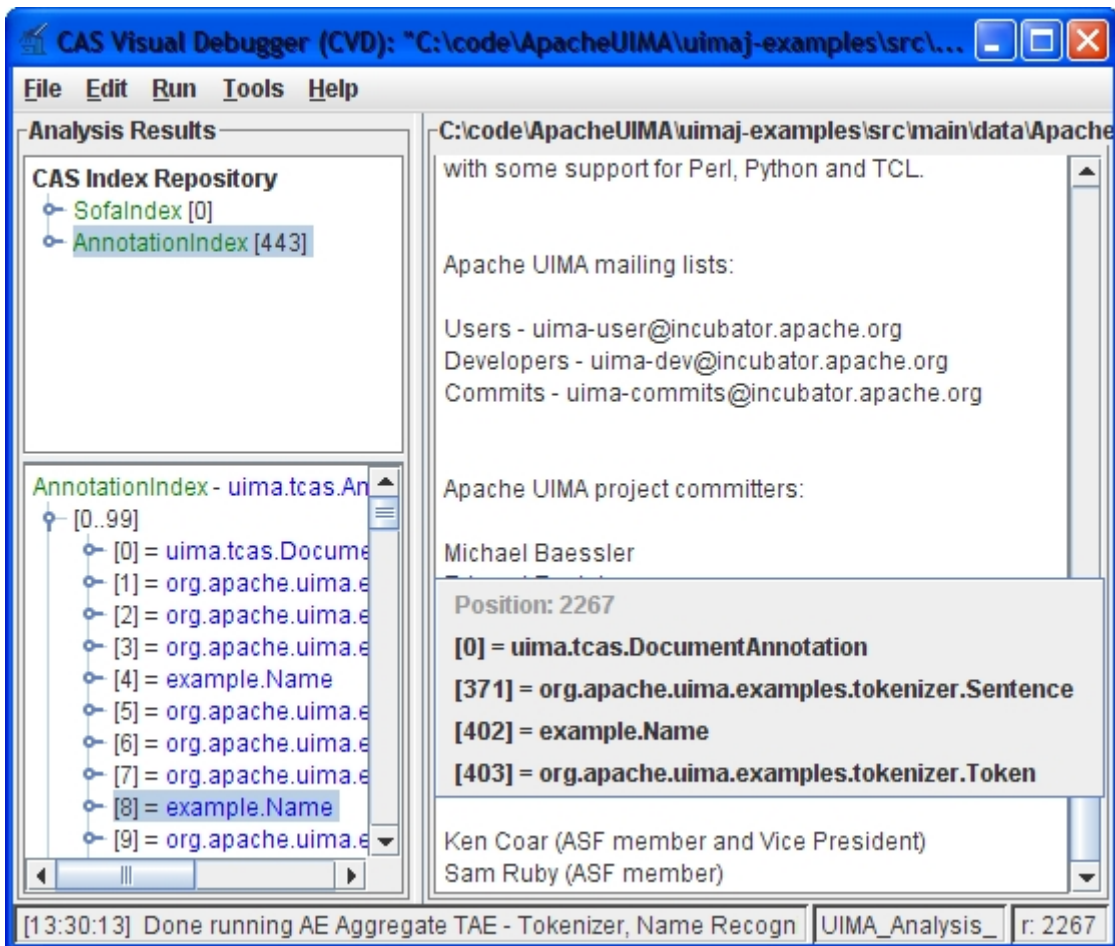 CAS Visual Debugger (CVD): "C:\code\ApacheUIMA\uimaj-examples\src\...
File Edit Run Tools Help
Analysis Results
CAS Index Repository
SofaIndex [0]
AnnotationIndex [443]
AnnotationIndex - uima.tcas.An
[0..99]
[0] = uima.tcas.Docume
[1] = org.apache.uima.e
[2] = org.apache.uima.e
[3] = org.apache.uima.e
[4] = example.Name
[5] = org.apache.uima.e
[6] = org.apache.uima.e
[7] = org.apache.uima.e
[8] = example.Name
[9] = org.apache.uima.e
C:\code\ApacheUIMA\uimaj-examples\src\main\data\Apache
with some support for Perl, Python and TCL.
Apache UIMA mailing lists:
Users - uima-user@incubator.apache.org
Developers - uima-dev@incubator.apache.org
Commits - uima-commits@incubator.apache.org
Apache UIMA project committers:
Michael Baessler
Position: 2267
[0] = uima.tcas.DocumentAnnotation
[371] = org.apache.uima.examples.tokenizer.Sentence
[402] = example.Name
[403] = org.apache.uima.examples.tokenizer.Token
Ken Coar (ASF member and Vice President)
Sam Ruby (ASF member)
[13:30:13] Done running AE Aggregate TAE - Tokenizer, Name Recogn
UIMA_Analysis_
r: 2267